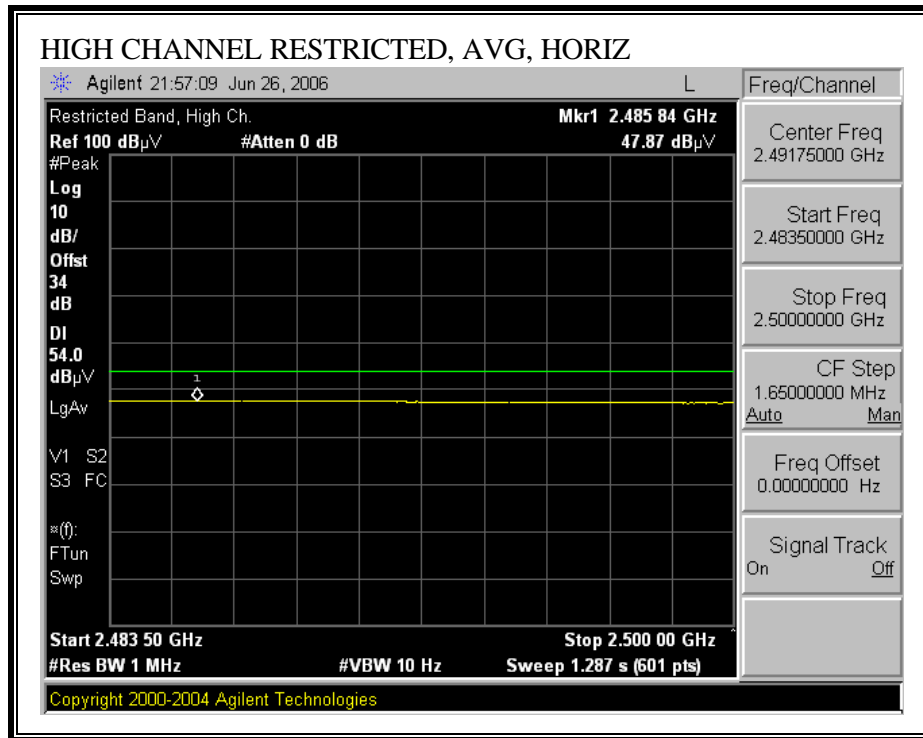 HIGH CHANNEL RESTRICTED, AVG, HORIZ
Agilent 21:57:09 Jun 26, 2006 L
Restricted Band, High Ch. Mkr1 2.485 84 GHz
Ref 100 dBµV #Atten 0 dB 47.87 dBµV
#Peak
Log
10
dB/
Offst
34
dB
DI
54.0
dBµV
1
LgAv
V1 S2
S3 FC
¤(f):
FTun
Swp
Start 2.483 50 GHz Stop 2.500 00 GHz ^
#Res BW 1 MHz #VBW 10 Hz Sweep 1.287 s (601 pts)
Copyright 2000-2004 Agilent Technologies
Freq/Channel
Center Freq
2.49175000 GHz
Start Freq
2.48350000 GHz
Stop Freq
2.50000000 GHz
CF Step
1.65000000 MHz
Auto Man
Freq Offset
0.00000000 Hz
Signal Track
On Off